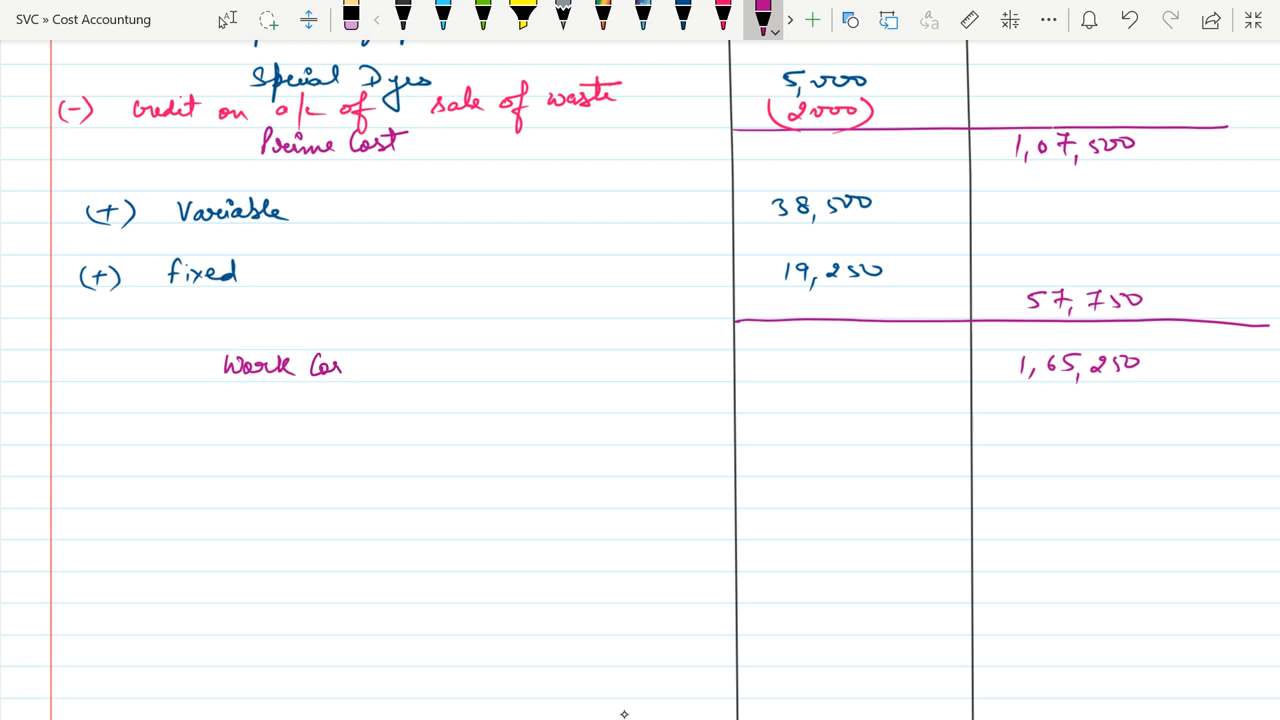 SVC » Cost Accountung
Special Dyes 5,000
(-) Credit on a/c of sale of waste (2000)
Prime Cost 1,07,500
(+) Variable 38,500
(+) fixed 19,250
57,750
Work Cos 1,65,250